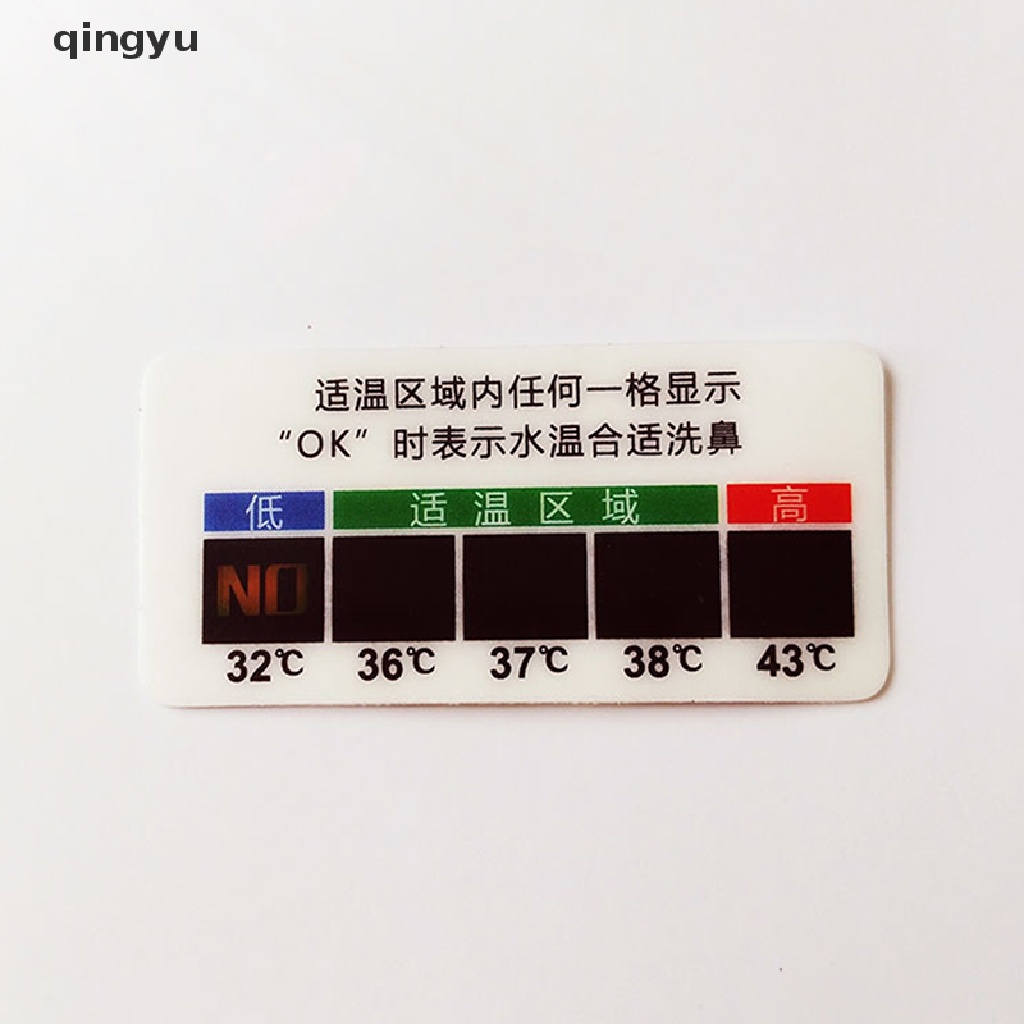 qingyu
适温区域内任何一格显示
“OK”时表示水温合适洗鼻
低 适温区域 高
NO
32℃ 36℃ 37℃ 38℃ 43℃